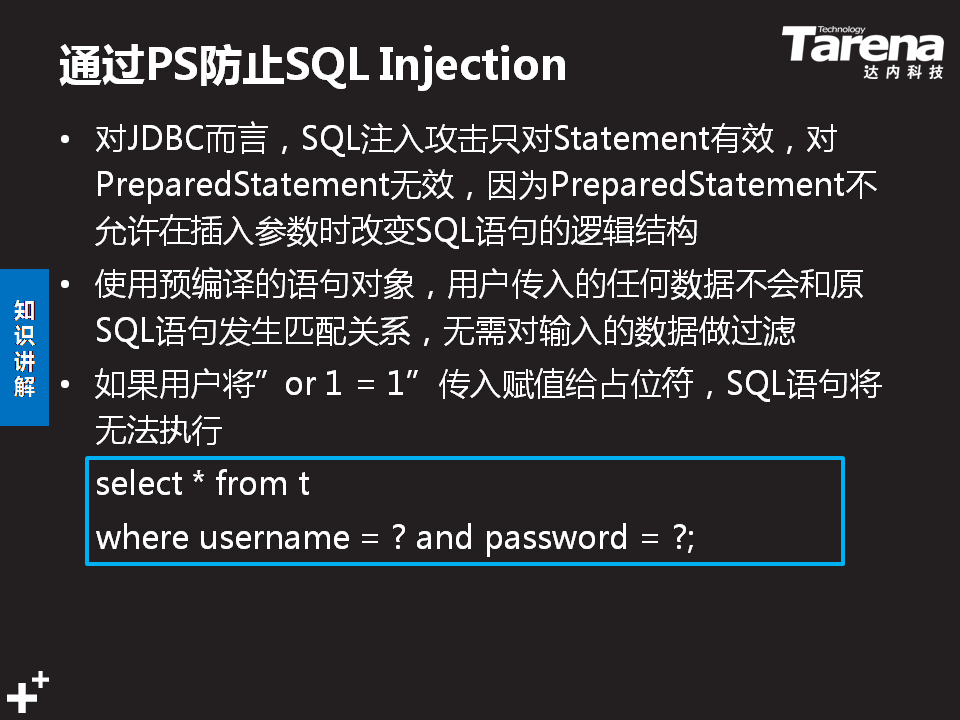 通过PS防止SQL Injection
Technology
Tarena
达内科技
• 对JDBC而言，SQL注入攻击只对Statement有效，对
PreparedStatement无效，因为PreparedStatement不
允许在插入参数时改变SQL语句的逻辑结构
• 使用预编译的语句对象，用户传入的任何数据不会和原
SQL语句发生匹配关系，无需对输入的数据做过滤
• 如果用户将”or 1 = 1”传入赋值给占位符，SQL语句将
无法执行
select * from t
where username = ? and password = ?;
知
识
讲
解